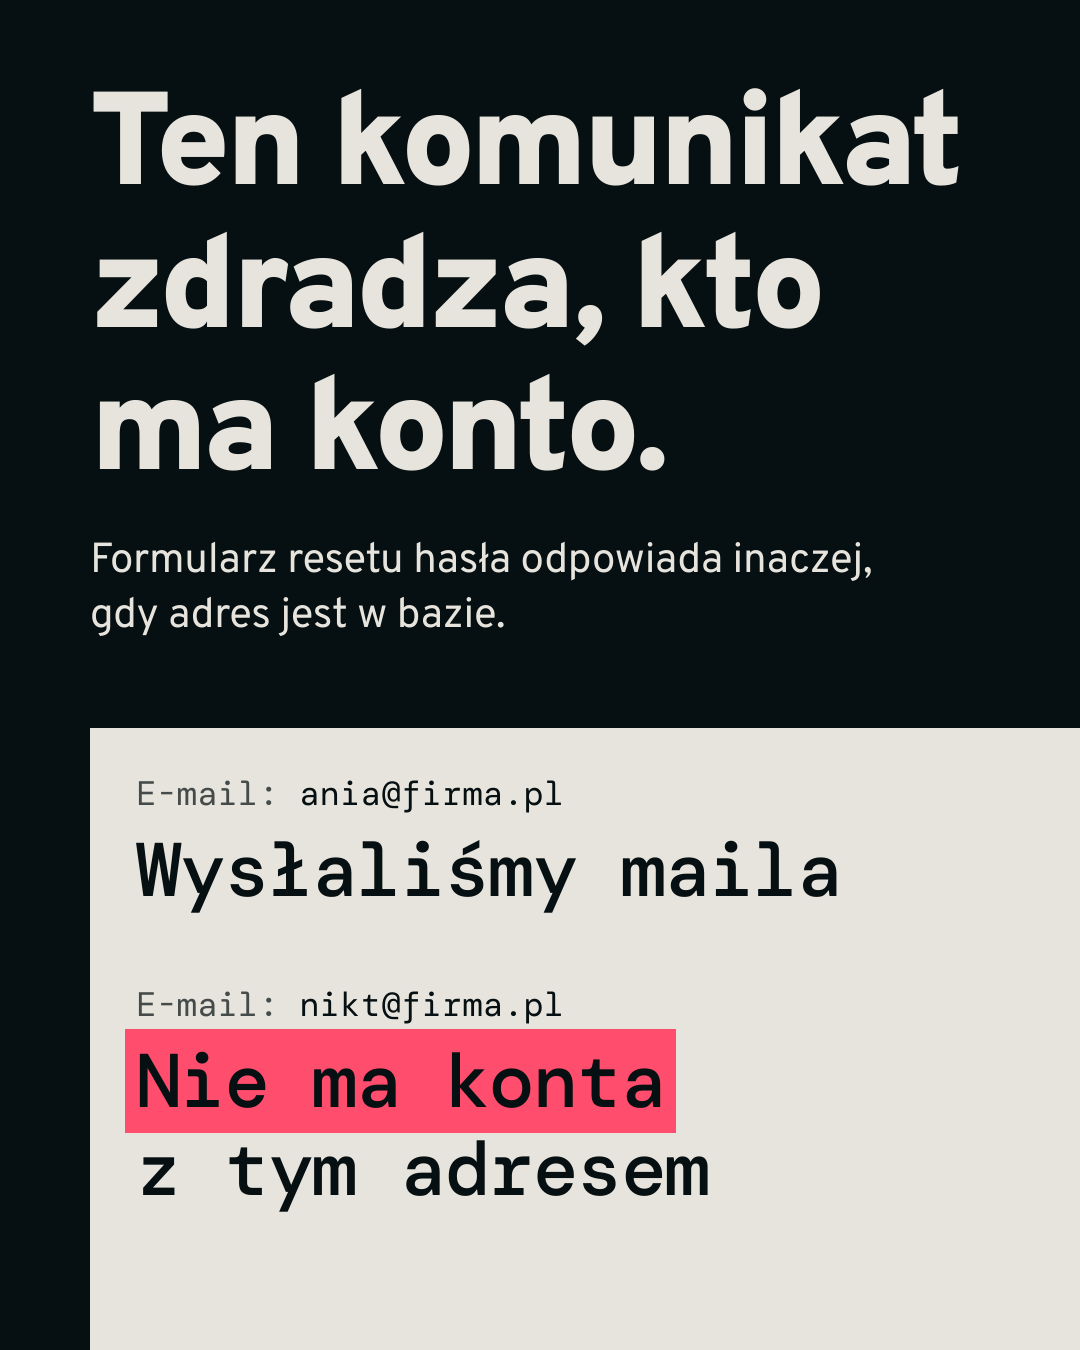 Ten komunikat
zdradza, kto
ma konto.
Formularz resetu hasła odpowiada inaczej,
gdy adres jest w bazie.
E-mail: ania@firma.pl
Wysłaliśmy maila
E-mail: nikt@firma.pl
Nie ma konta
z tym adresem